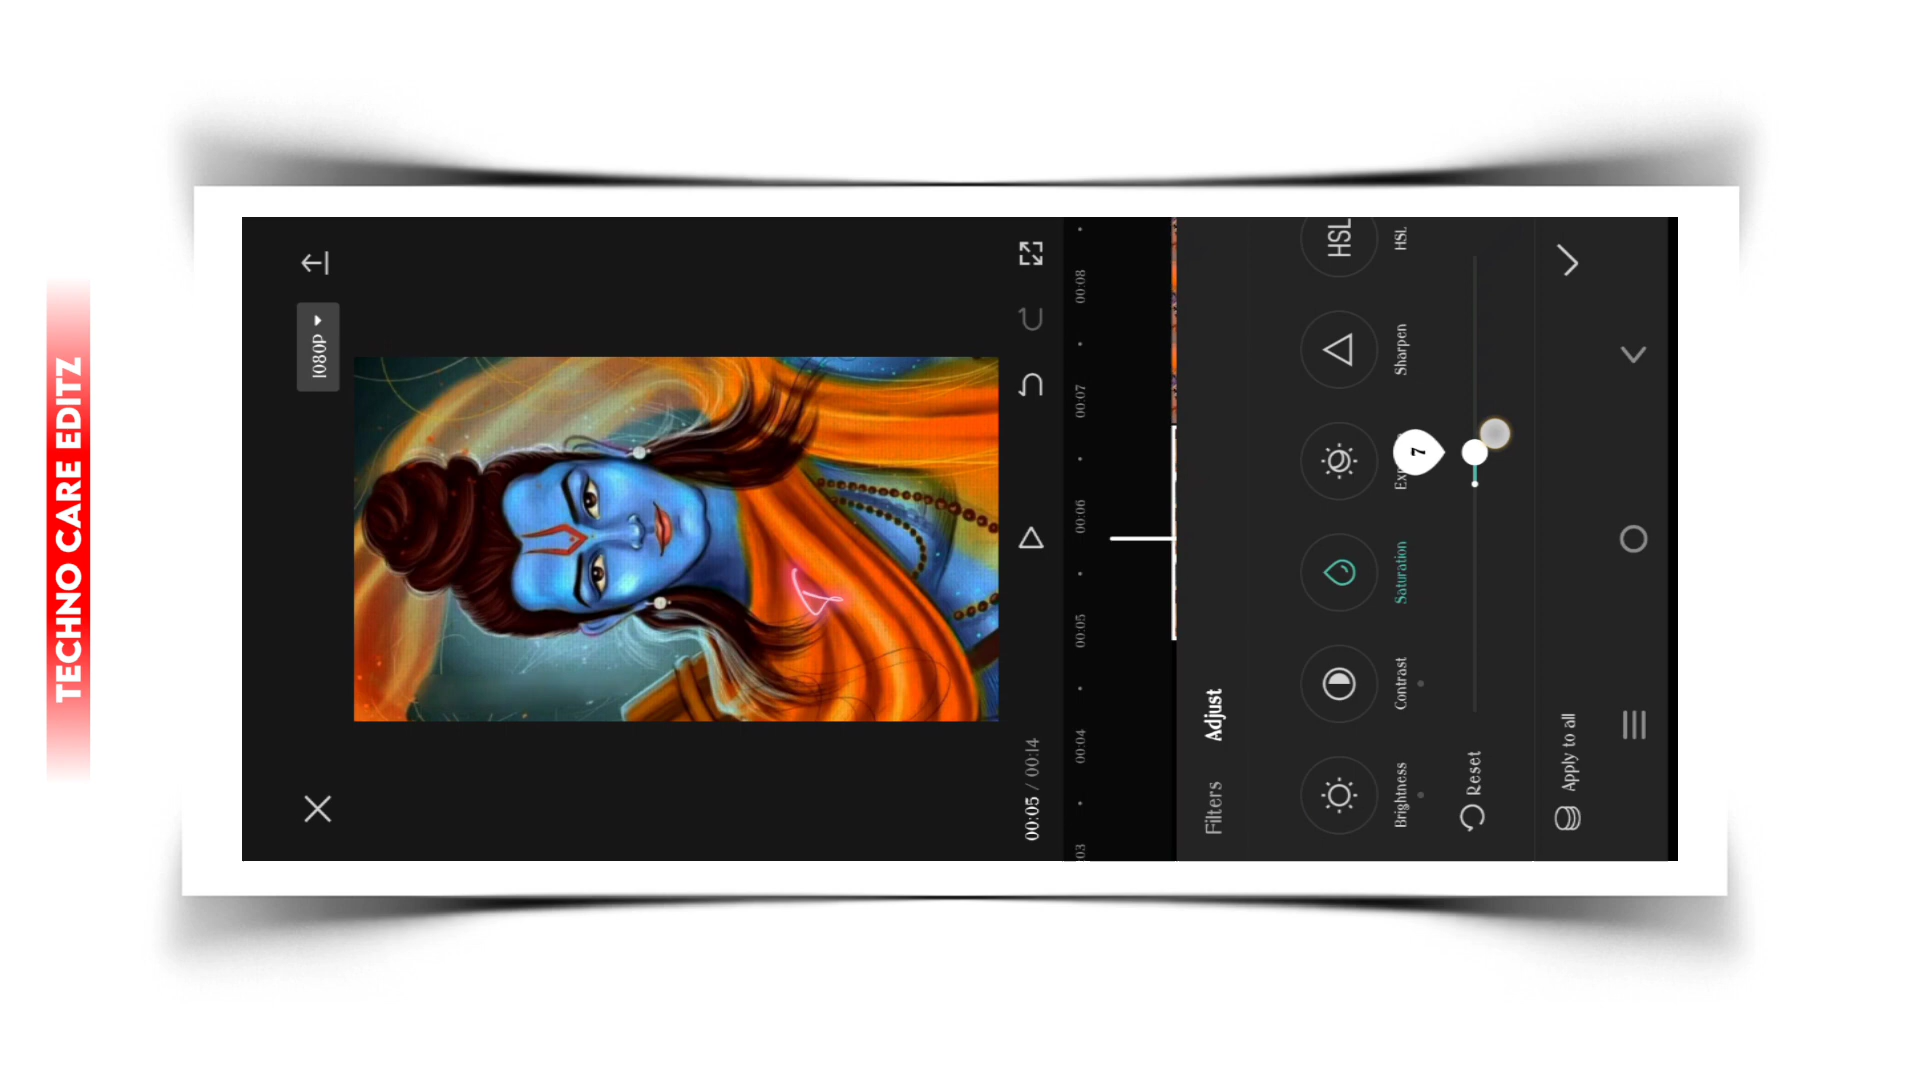 TECHNO CARE EDITZ
1080P
00:05 / 00:14
03
00:04
00:05
00:06
00:07
00:08
Filters
Adjust
Brightness
Contrast
Saturation
Sharpen
HSL
HSL
7
Reset
Apply to all